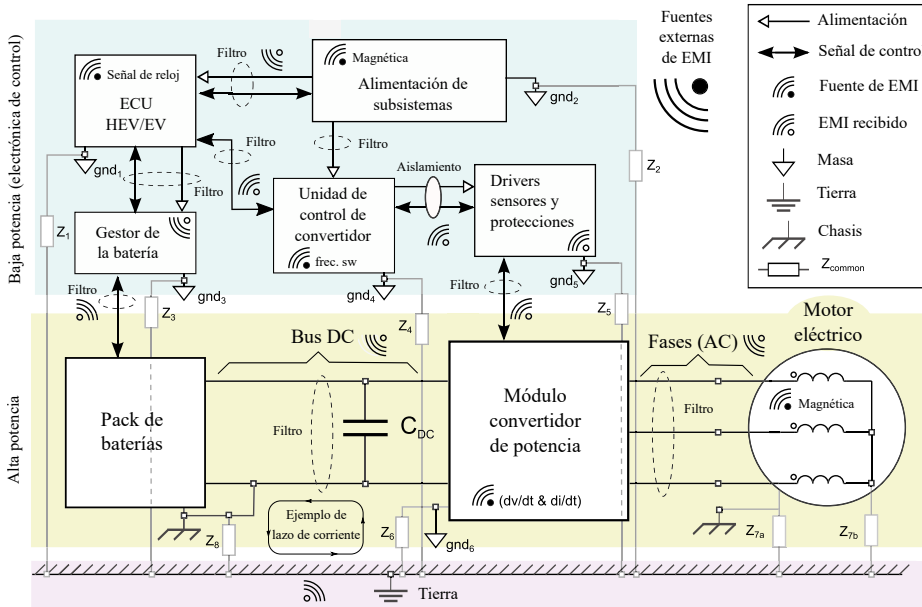 Baja potencia (electrónica de control)
Alta potencia
Filtro
Señal de reloj
ECU
HEV/EV
Magnética
Alimentación de
subsistemas
gnd2
Fuentes
externas
de EMI
Alimentación
Señal de contro
Fuente de EMI
EMI recibido
Masa
Tierra
Chasis
Zcommon
gnd1
Filtro
Filtro
Filtro
Aislamiento
Z2
Z1
Gestor de
la batería
Unidad de
control de
convertidor
frec. sw
Drivers
sensores y
protecciones
Filtro
gnd3
Z3
gnd4
Z4
Filtro
gnd5
Z5
Bus DC
Fases (AC)
Motor
eléctrico
Pack de
baterías
Filtro
CDC
Módulo
convertidor
de potencia
(dv/dt & di/dt)
Filtro
Magnética
Z8
Ejemplo de
lazo de corriente
Z6
gnd6
Z7a
Z7b
Tierra